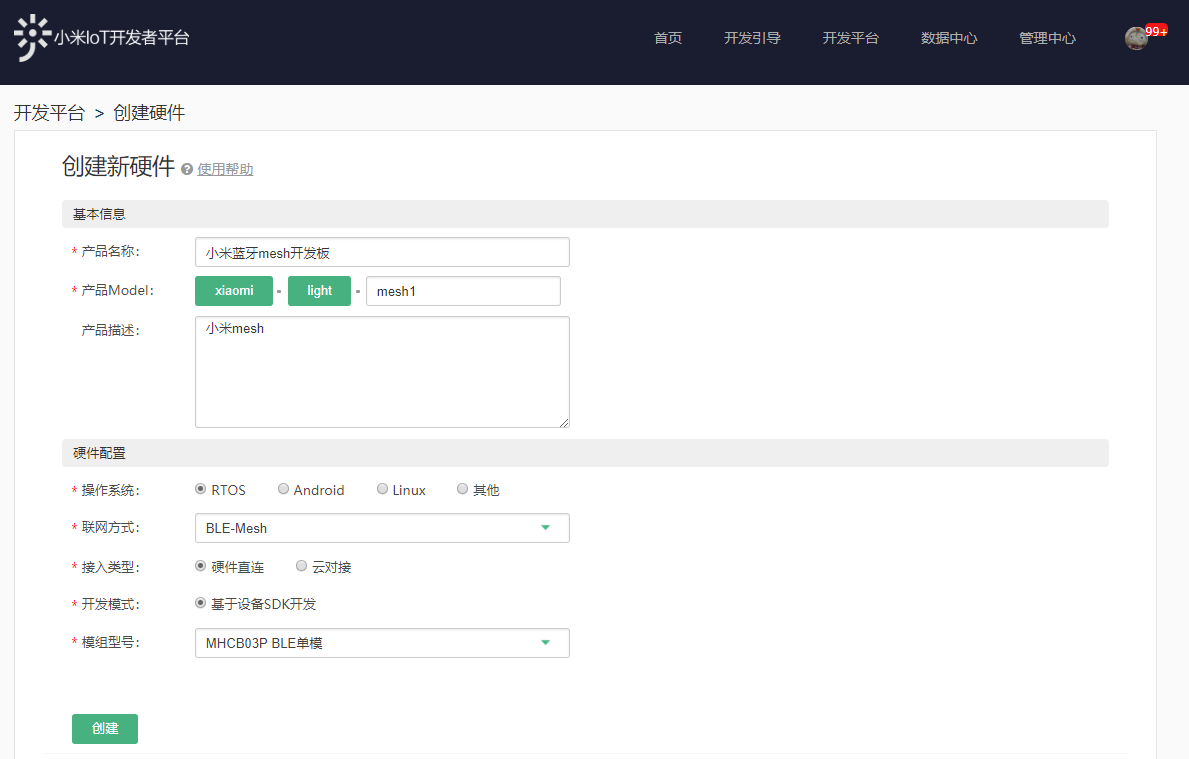 小米IoT开发者平台
首页 开发引导 开发平台 数据中心 管理中心 99+
开发平台 > 创建硬件
创建新硬件 ? 使用帮助
基本信息
* 产品名称: 小米蓝牙mesh开发板
* 产品Model: xiaomi - light - mesh1
产品描述: 小米mesh
硬件配置
* 操作系统: RTOS Android Linux 其他
* 联网方式: BLE-Mesh
* 接入类型: 硬件直连 云对接
* 开发模式: 基于设备SDK开发
* 模组型号: MHCB03P BLE单模
创建